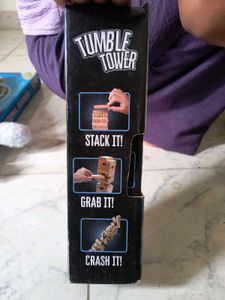 TUMBLE
TOWER
STACK IT!
GRAB IT!
CRASH IT!